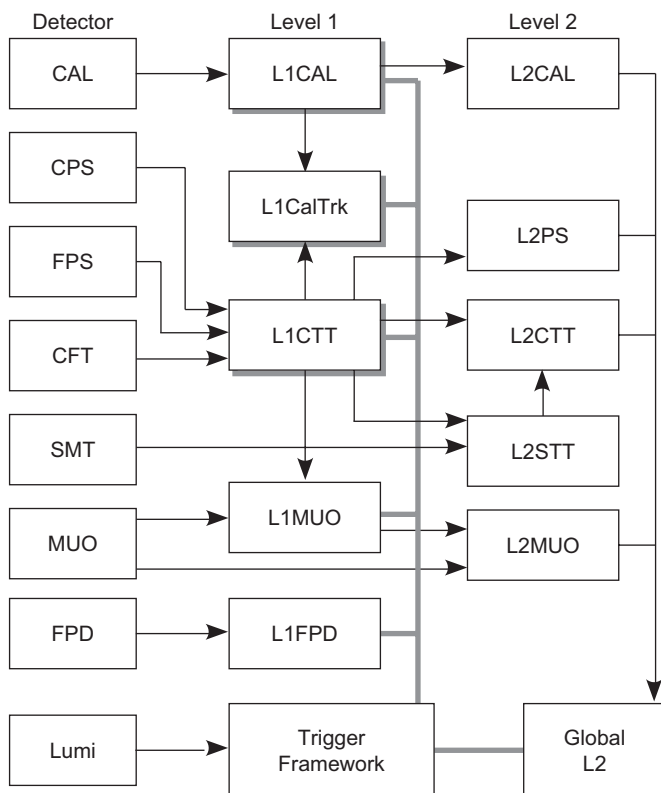 Detector
Level 1
Level 2
CAL
L1CAL
L2CAL
CPS
L1CalTrk
L2PS
FPS
L1CTT
L2CTT
CFT
SMT
L2STT
L1MUO
MUO
L2MUO
FPD
L1FPD
Lumi
Trigger
Framework
Global
L2